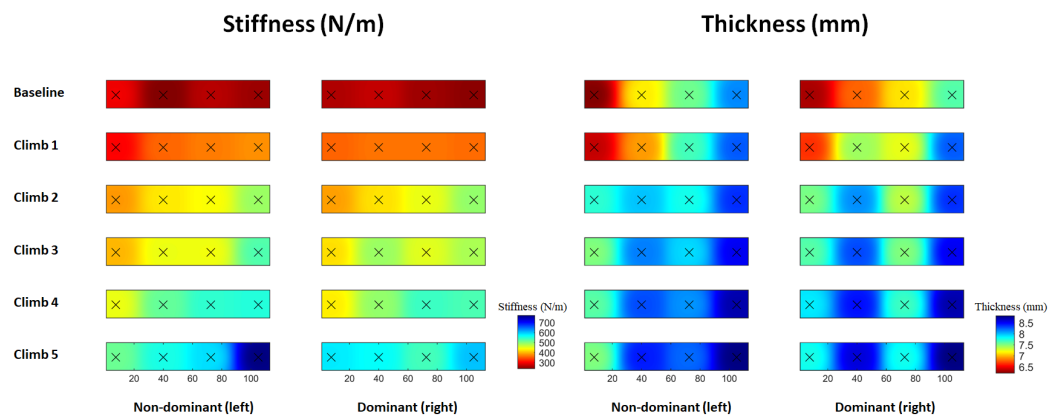 Stiffness (N/m)
Thickness (mm)
Baseline
Climb 1
Climb 2
Climb 3
Climb 4
Stiffness (N/m)
700
600
500
400
300
Thickness (mm)
8.5
8
7.5
7
6.5
Climb 5
20 40 60 80 100
20 40 60 80 100
20 40 60 80 100
20 40 60 80 100
Non-dominant (left)
Dominant (right)
Non-dominant (left)
Dominant (right)